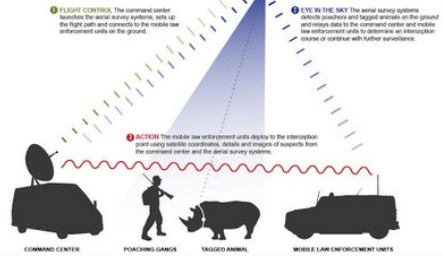 1 FLIGHT CONTROL The command center
launches the aerial survey systems, sets up
the flight path and connects to the mobile law
enforcement units on the ground.
2 EYE IN THE SKY The aerial survey systems
detects poachers and tagged animals on the ground
and relays data to the command center and mobile
law enforcement units to determine an interception
course or continue with further surveillance.
3 ACTION The mobile law enforcement units deploy to the interception
point using satellite coordinates, details and images of suspects from
the command center and the aerial survey systems.
COMMAND CENTER
POACHING GANGS
TAGGED ANIMAL
MOBILE LAW ENFORCEMENT UNITS